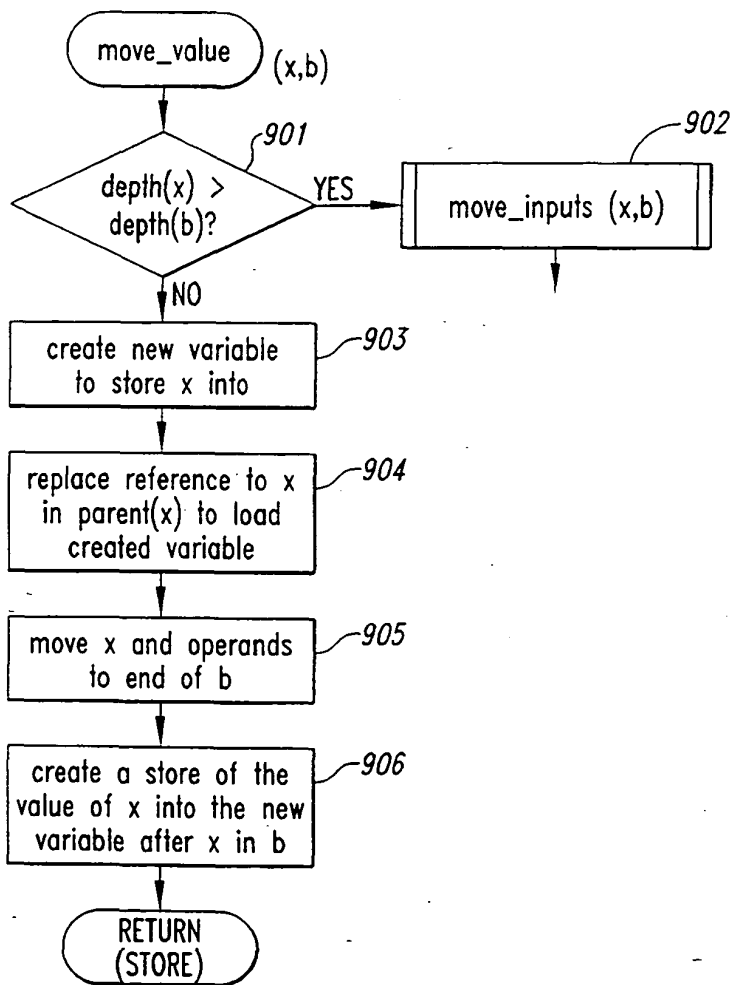 move_value
(x,b)
901
902
depth(x) >
depth(b)?
YES
move_inputs (x,b)
NO
create new variable
to store x into
903
replace reference to x
in parent(x) to load
created variable
904
move x and operands
to end of b
905
create a store of the
value of x into the new
variable after x in b
906
RETURN
(STORE)